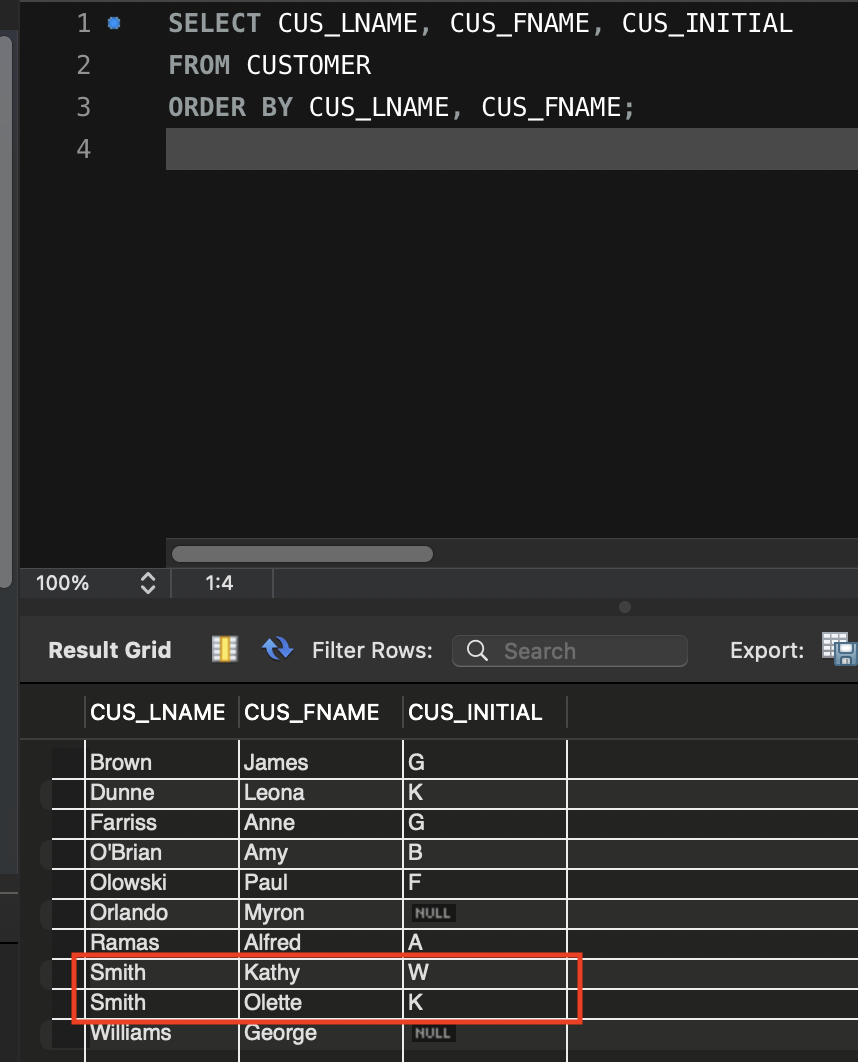 1 SELECT CUS_LNAME, CUS_FNAME, CUS_INITIAL
2 FROM CUSTOMER
3 ORDER BY CUS_LNAME, CUS_FNAME;
4
100% 1:4
Result Grid Filter Rows: Search Export:
CUS_LNAME CUS_FNAME CUS_INITIAL
Brown James G
Dunne Leona K
Farriss Anne G
O'Brian Amy B
Olowski Paul F
Orlando Myron NULL
Ramas Alfred A
Smith Kathy W
Smith Olette K
Williams George NULL